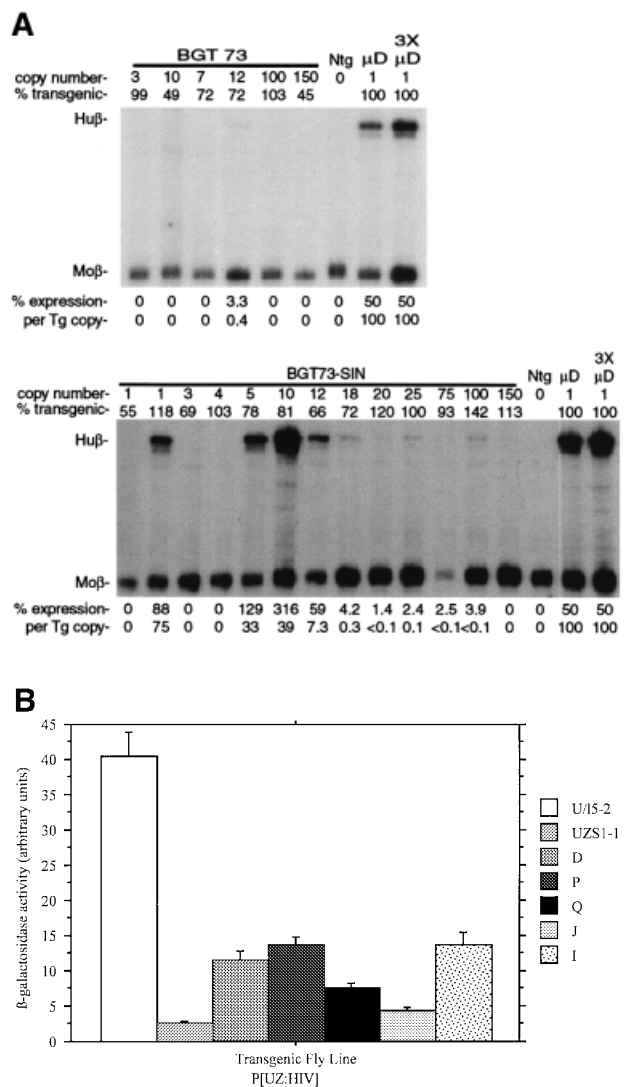 A
BGT 73 Ntg μD 3X μD
copy number- 3 10 7 12 100 150 0 1 1
% transgenic- 99 49 72 72 103 45 100 100
Huβ-
Moβ-
% expression- 0 0 0 3.3 0 0 0 50 50
per Tg copy- 0 0 0 0.4 0 0 0 100 100
BGT73-SIN Ntg μD 3X μD
copy number- 1 1 3 4 5 10 12 18 20 25 75 100 150 0 1 1
% transgenic- 55 118 69 103 78 81 66 72 120 100 93 142 113 100 100
Huβ-
Moβ-
% expression- 0 88 0 0 129 316 59 4.2 1.4 2.4 2.5 3.9 0 0 50 50
per Tg copy- 0 75 0 0 33 39 7.3 0.3 <0.1 0.1 <0.1 <0.1 0 0 100 100
B
ß-galactosidase activity (arbitrary units)
45
40
35
30
25
20
15
10
5
0
U/l5-2
UZS1-1
D
P
Q
J
I
Transgenic Fly Line
P[UZ:HIV]